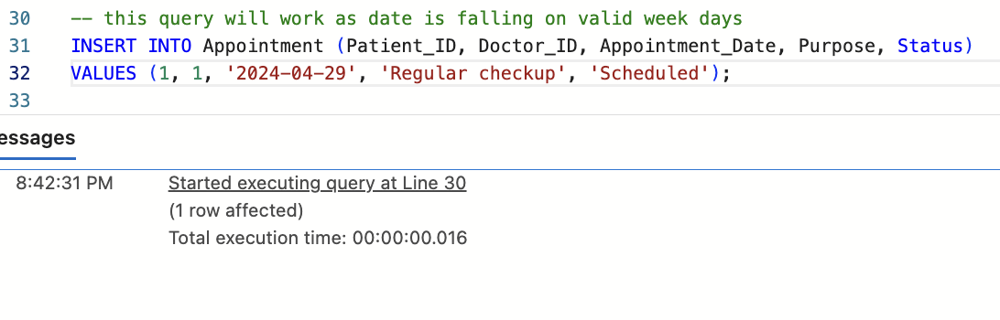 30 -- this query will work as date is falling on valid week days
31 INSERT INTO Appointment (Patient_ID, Doctor_ID, Appointment_Date, Purpose, Status)
32 VALUES (1, 1, '2024-04-29', 'Regular checkup', 'Scheduled');
33
essages
8:42:31 PM Started executing query at Line 30
(1 row affected)
Total execution time: 00:00:00.016